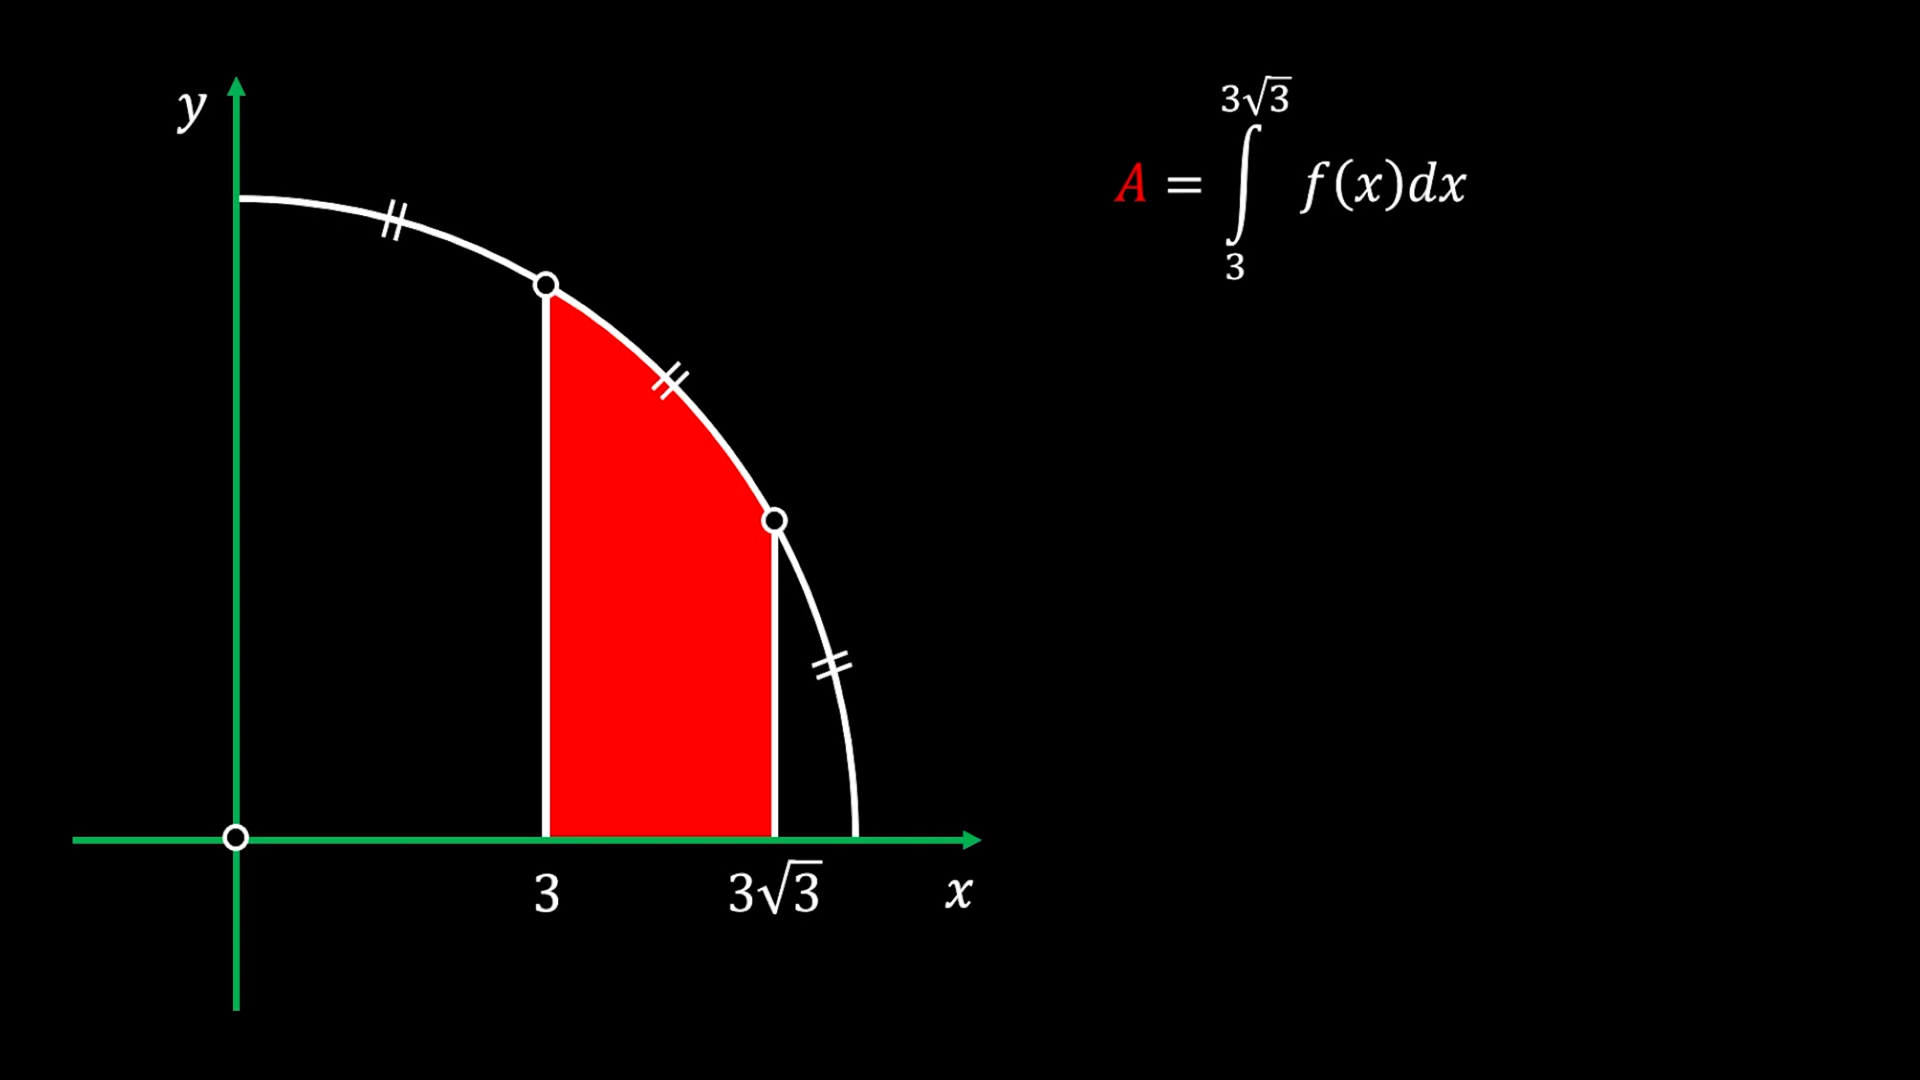 y
3√3
A = ∫ f(x)dx
3
3 3√3 x